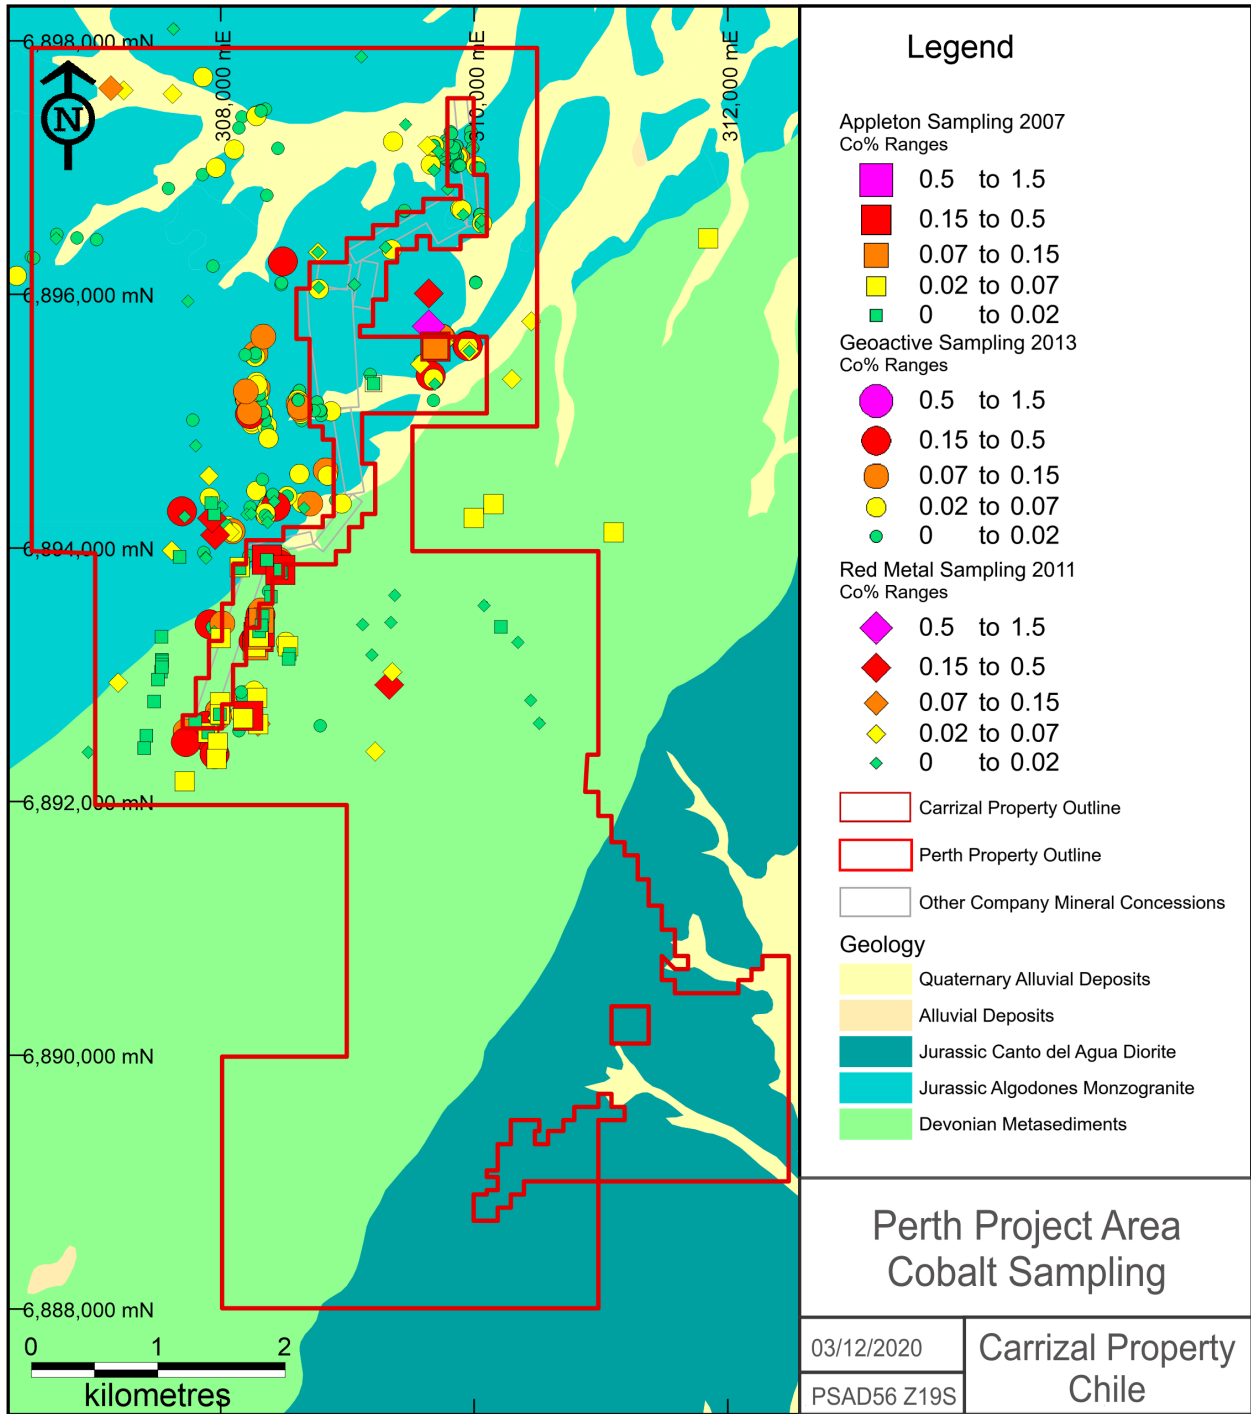 6,898,000 mN
308,000 mE
310,000 mE
312,000 mE
N
6,896,000 mN
6,894,000 mN
6,892,000 mN
6,890,000 mN
6,888,000 mN
0 1 2
kilometres
Legend
Appleton Sampling 2007
Co% Ranges
0.5 to 1.5
0.15 to 0.5
0.07 to 0.15
0.02 to 0.07
0 to 0.02
Geoactive Sampling 2013
Co% Ranges
0.5 to 1.5
0.15 to 0.5
0.07 to 0.15
0.02 to 0.07
0 to 0.02
Red Metal Sampling 2011
Co% Ranges
0.5 to 1.5
0.15 to 0.5
0.07 to 0.15
0.02 to 0.07
0 to 0.02
Carrizal Property Outline
Perth Property Outline
Other Company Mineral Concessions
Geology
Quaternary Alluvial Deposits
Alluvial Deposits
Jurassic Canto del Agua Diorite
Jurassic Algodones Monzogranite
Devonian Metasediments
Perth Project Area
Cobalt Sampling
03/12/2020
PSAD56 Z19S
Carrizal Property
Chile